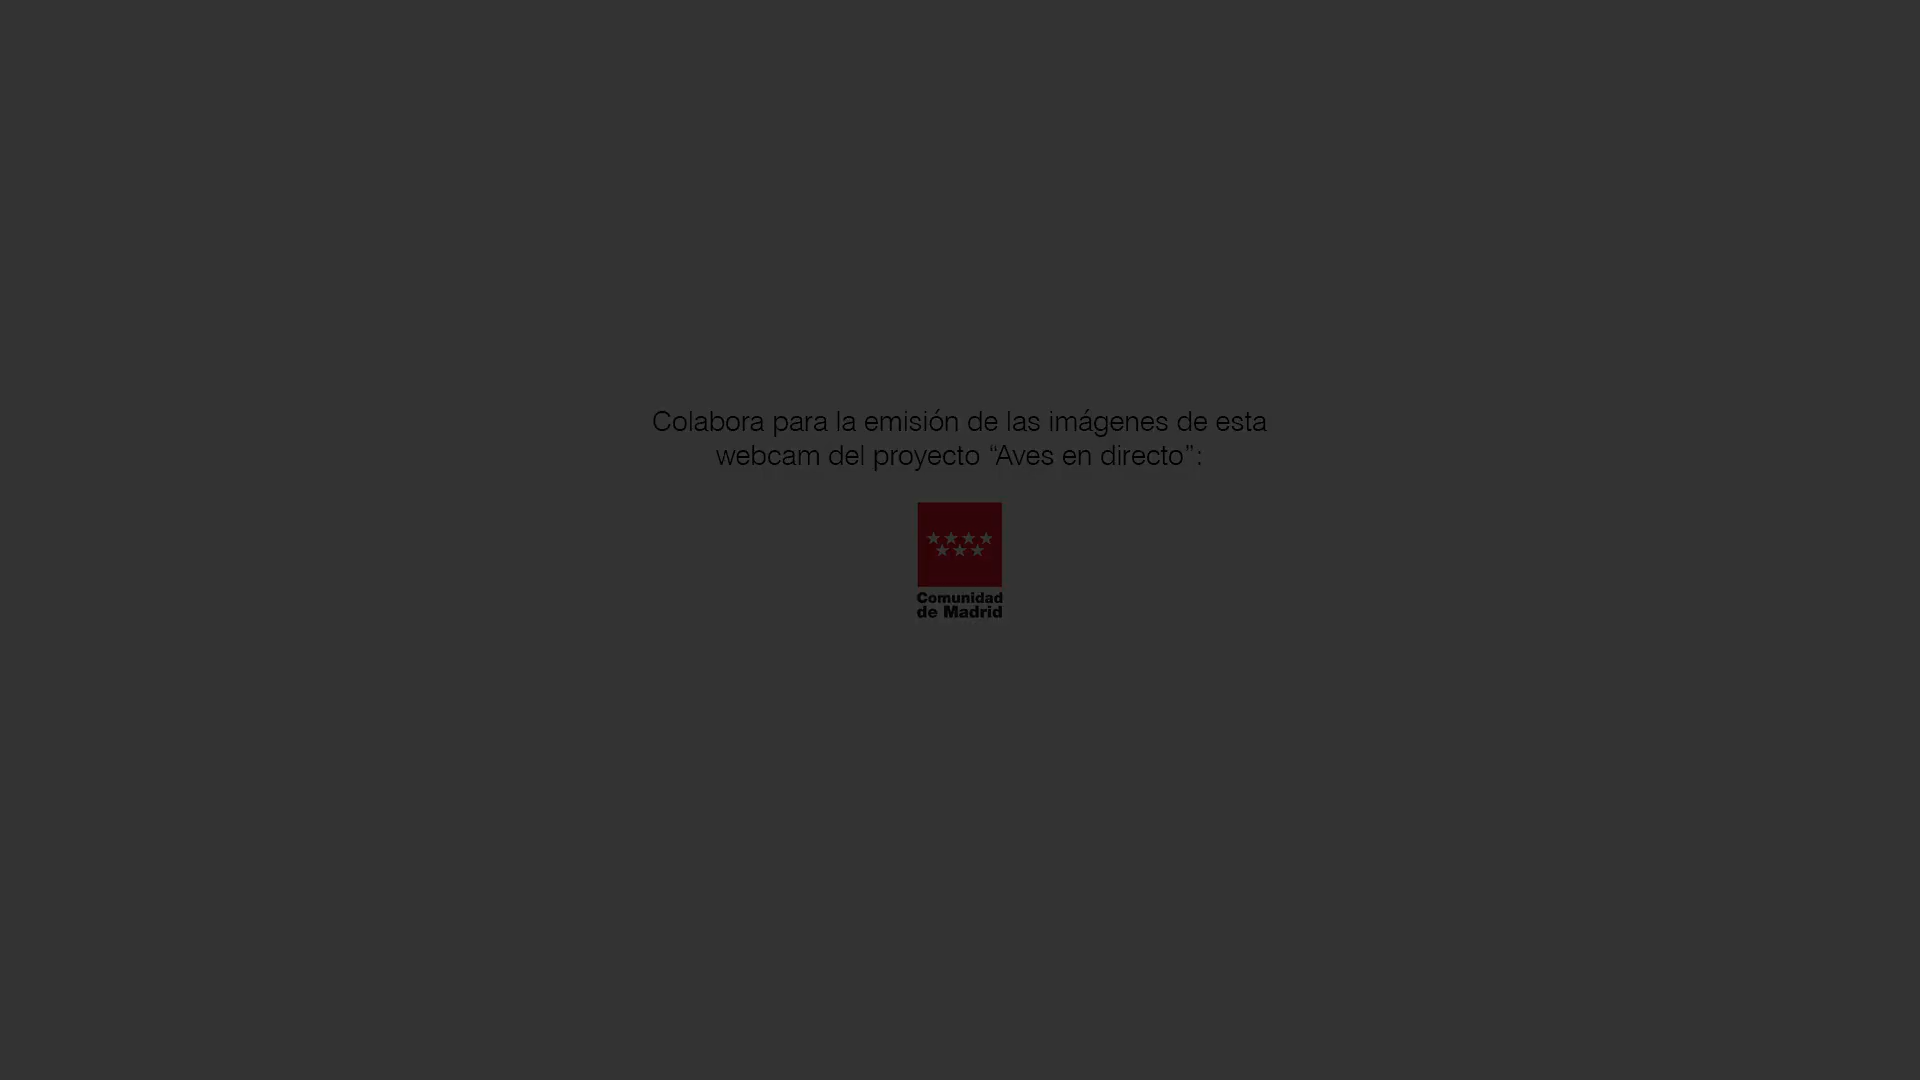 Colabora para la emisión de las imágenes de esta
webcam del proyecto “Aves en directo”:
Comunidad
de Madrid